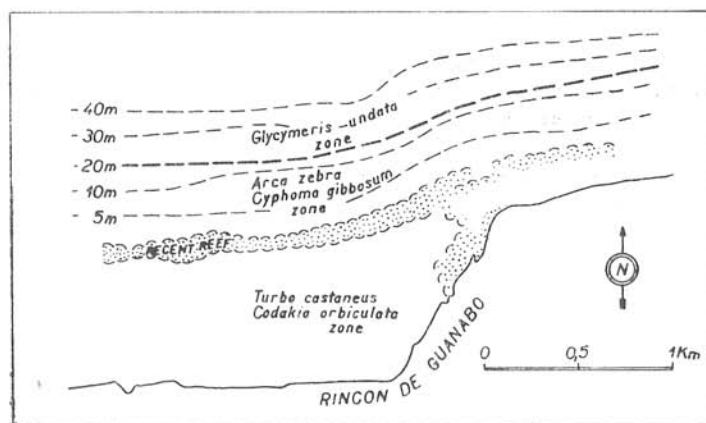 - 40m
- 30m
Glycymeris undata
zone
- 20m
Arca zebra
- 10m
Cyphoma gibbosum
zone
- 5m
RECENT REEF
Turbo castaneus
Codakia orbiculata
zone
N
RINCON DE GUANABO
0 0,5 1Km